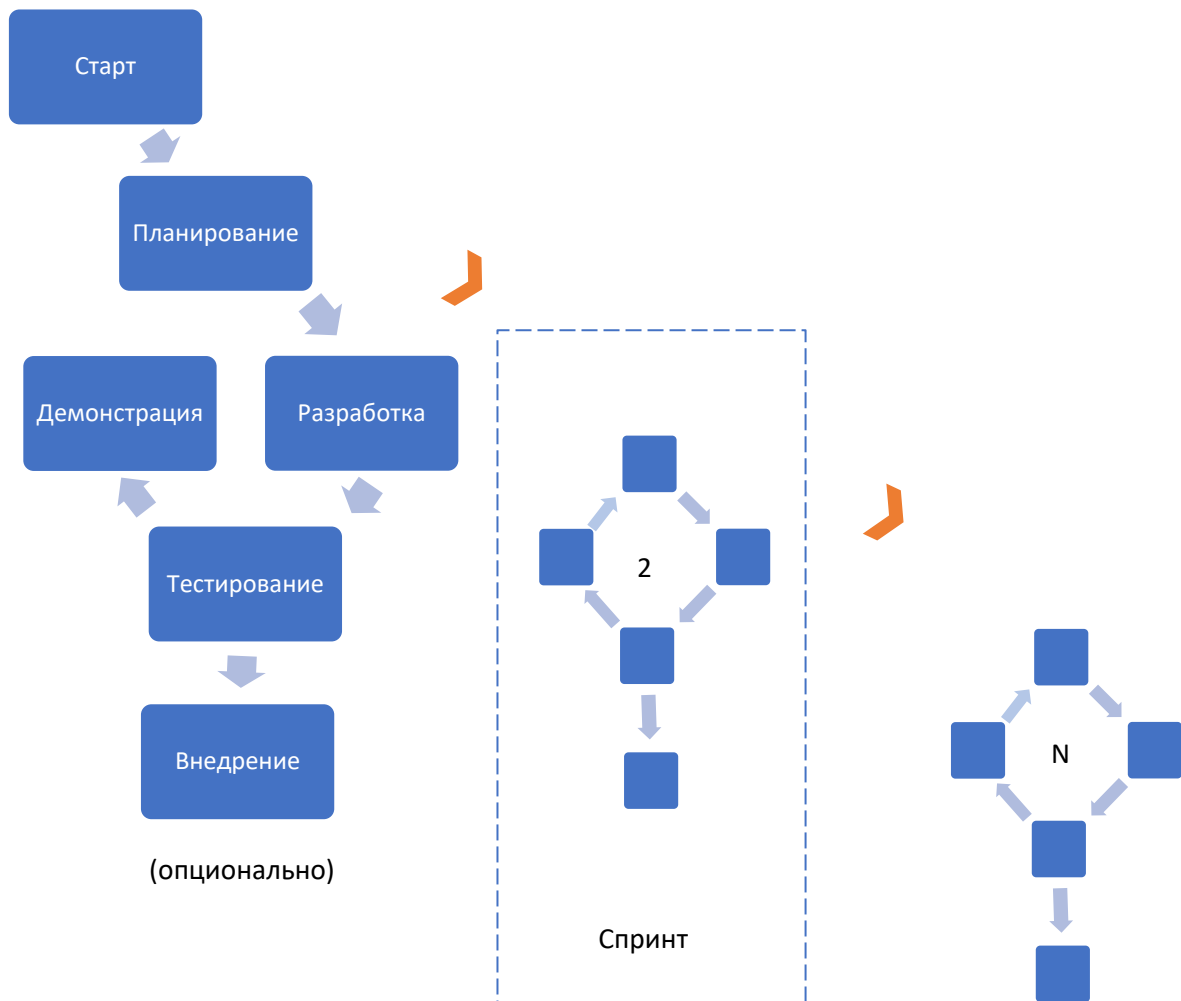 Старт
Планирование
Демонстрация
Разработка
Тестирование
Внедрение
(опционально)
2
Спринт
N